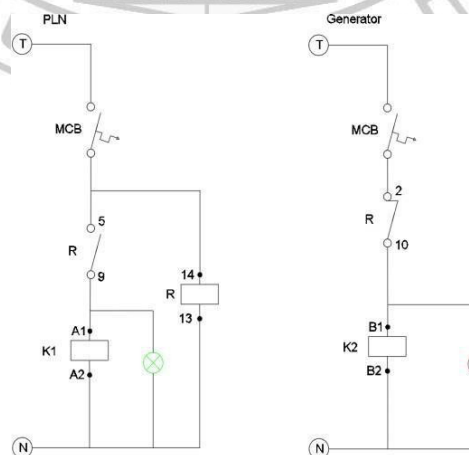 PLN
Generator
T
T
MCB
MCB
5
2
R
R
9
10
14
R
13
A1
K1
A2
B1
K2
B2
N
N